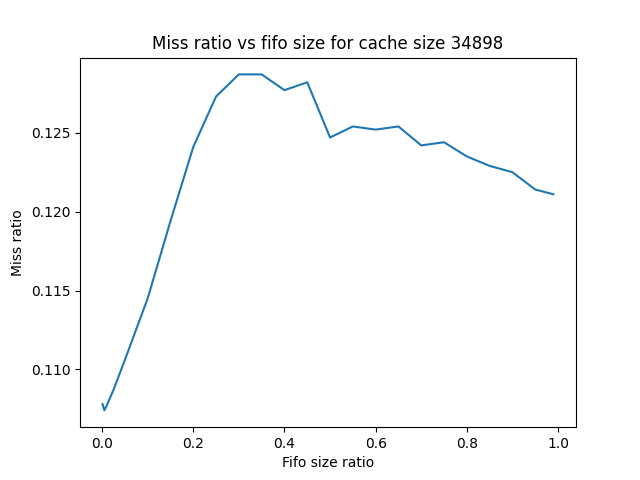 Miss ratio vs fifo size for cache size 34898
Miss ratio
0.125
0.120
0.115
0.110
0.0 0.2 0.4 0.6 0.8 1.0
Fifo size ratio